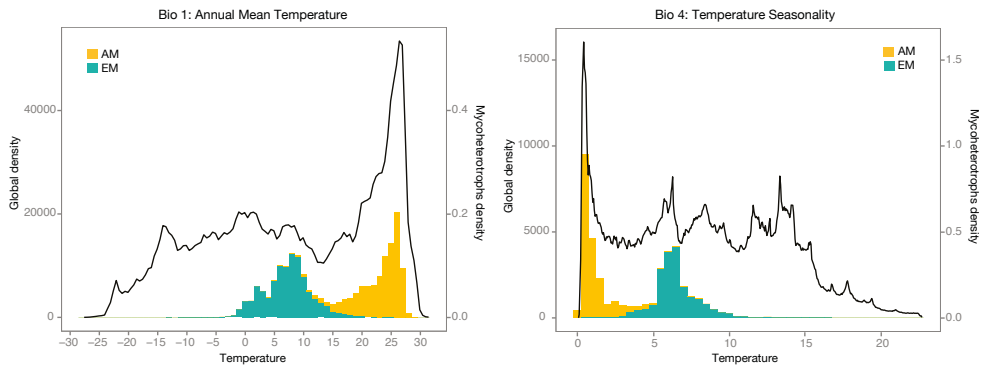 Bio 1: Annual Mean Temperature
AM
EM
40000
20000
0
0.4
0.2
0.0
Global density
Mycoheterotrophs density
−30 −25 −20 −15 −10 −5 0 5 10 15 20 25 30
Temperature
Bio 4: Temperature Seasonality
AM
EM
15000
10000
5000
0
1.5
1.0
0.5
0.0
Global density
Mycoheterotrophs density
0 5 10 15 20
Temperature